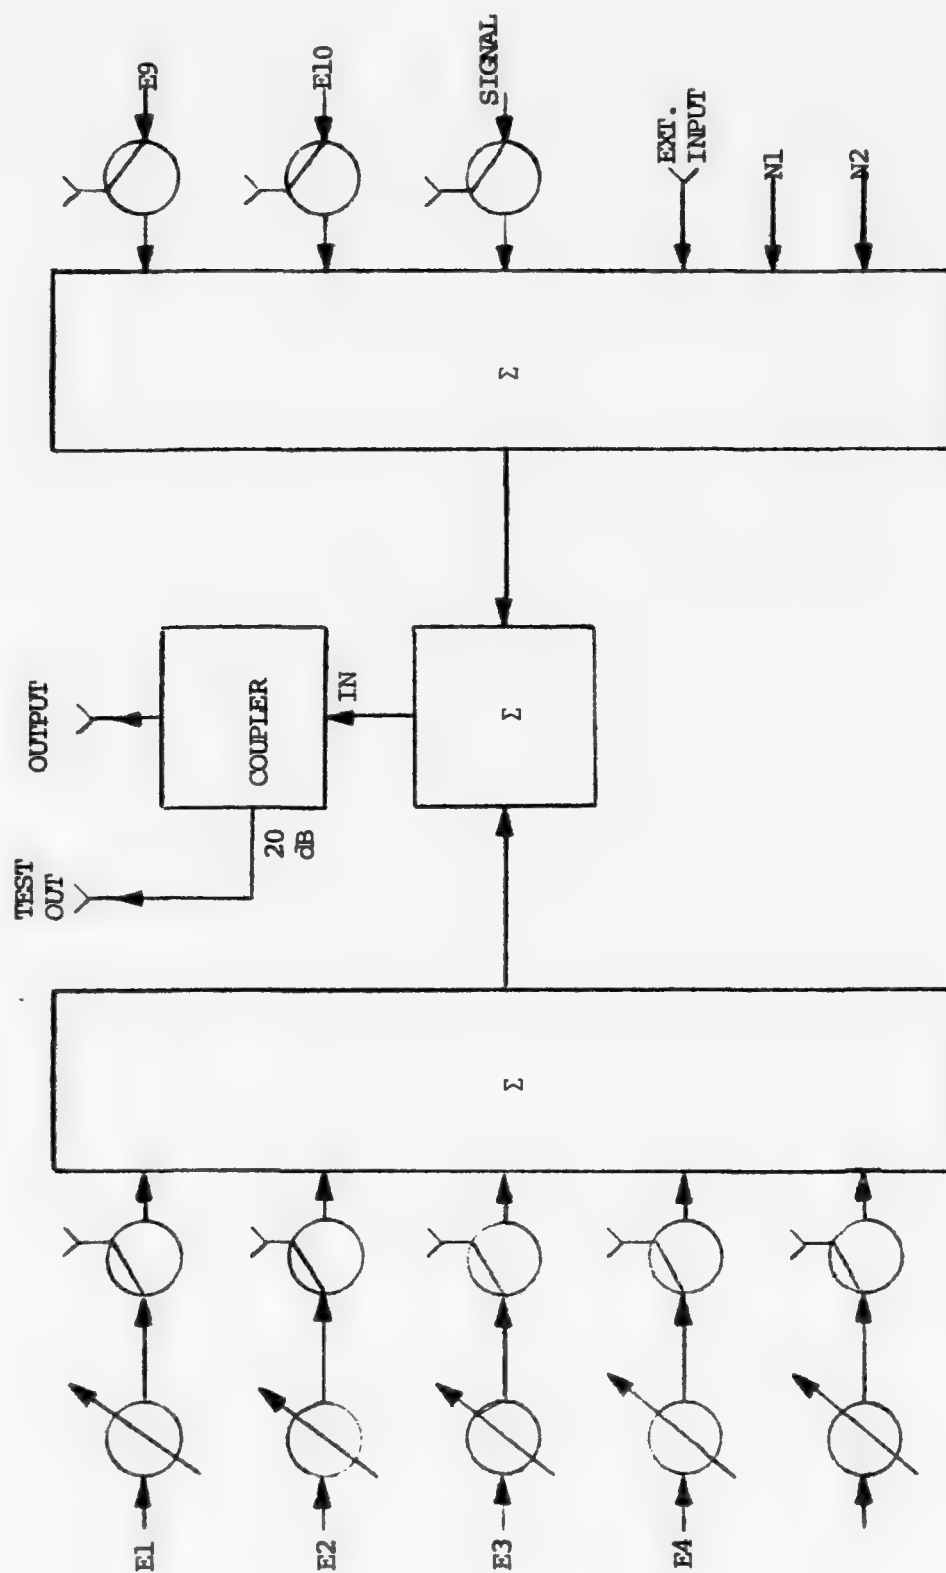 E1
E2
E3
E4
Σ
TEST
OUT
OUTPUT
20
dB
COUPLER
IN
Σ
Σ
E9
E10
SIGNAL
EXT.
INPUT
N1
N2